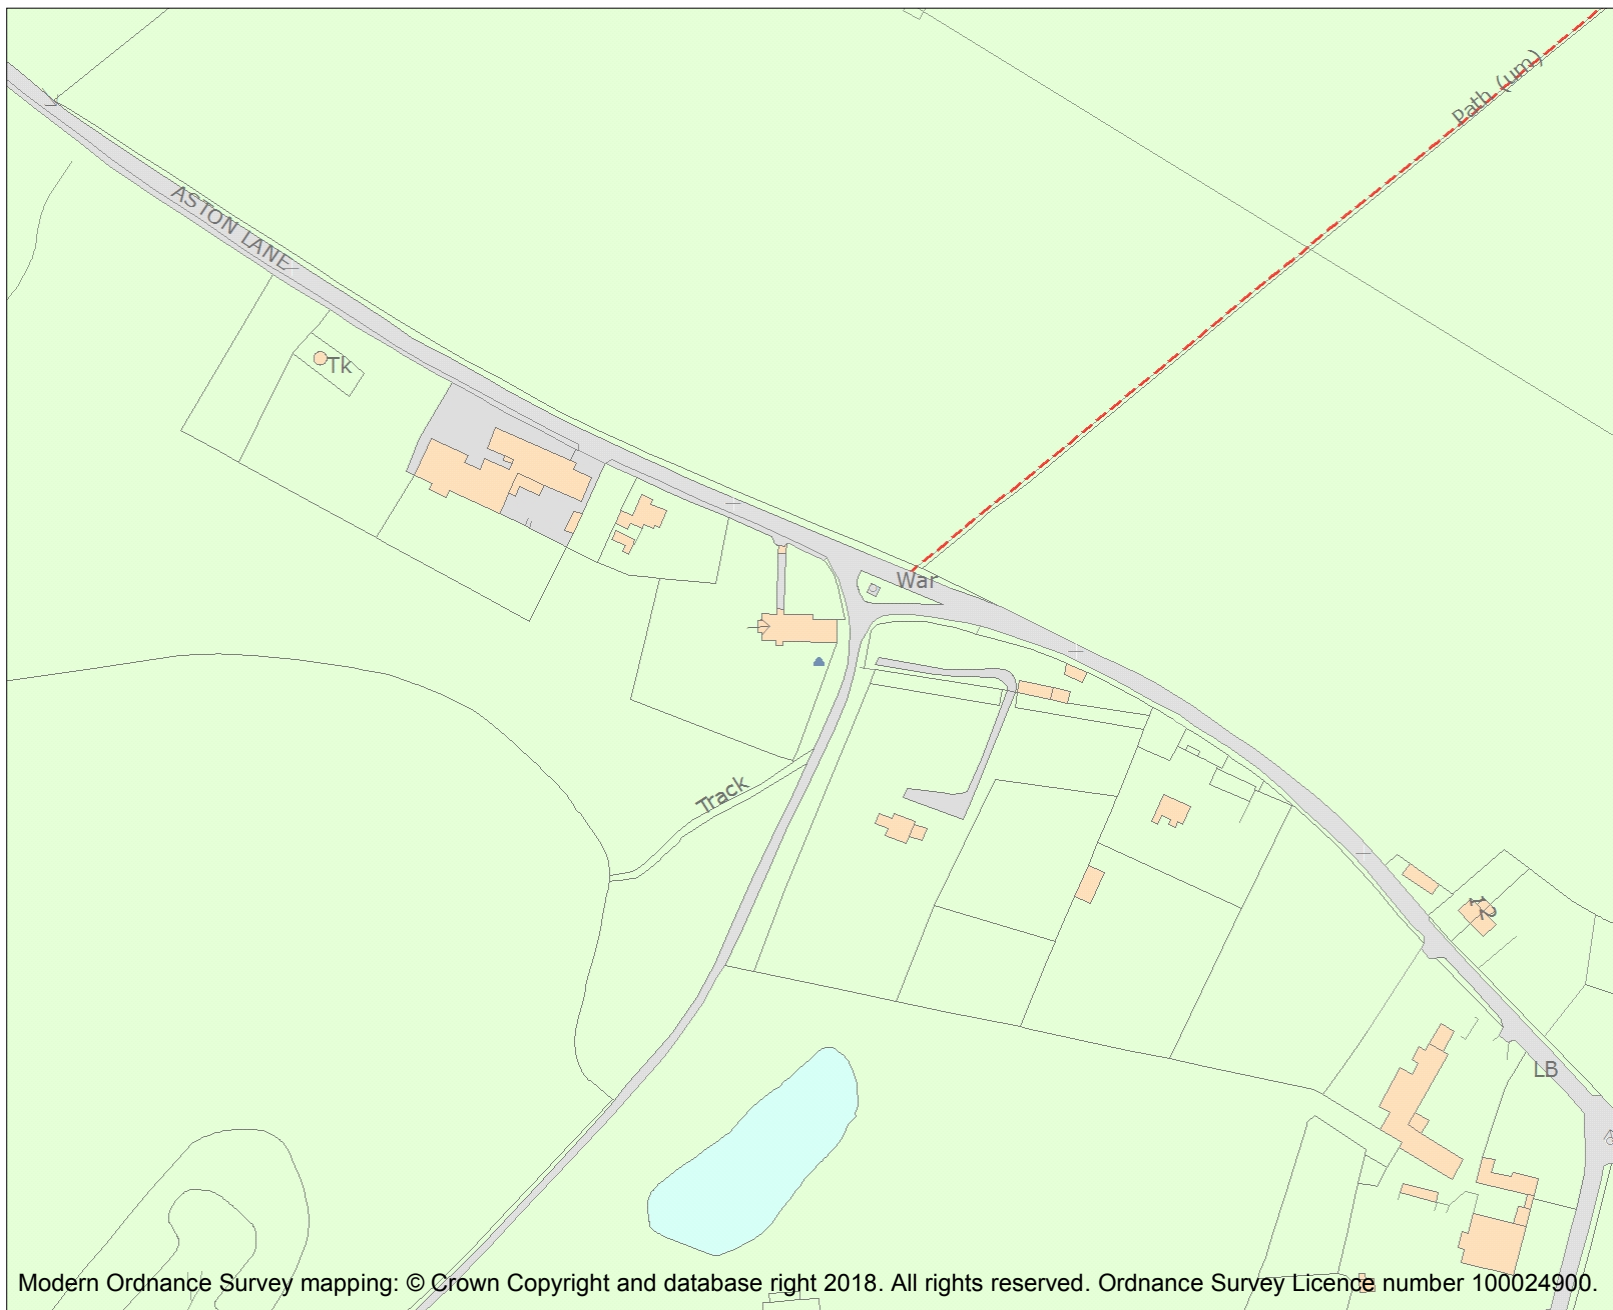 Path (um)
ASTON LANE
Tk
War
Track
12
LB
Modern Ordnance Survey mapping: © Crown Copyright and database right 2018. All rights reserved. Ordnance Survey Licence number 100024900.